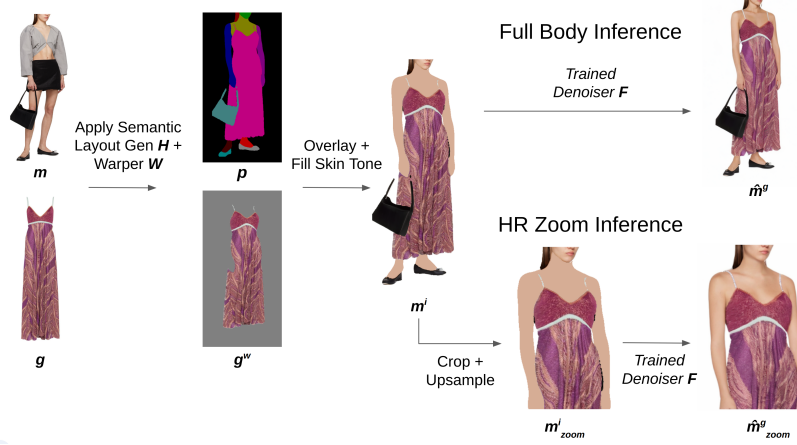 Full Body Inference
Trained
Denoiser F
Apply Semantic
Layout Gen H +
Warper W
Overlay +
Fill Skin Tone
m
p
m̂ᵍ
HR Zoom Inference
mⁱ
g
gʷ
Crop +
Upsample
Trained
Denoiser F
mⁱzoom
m̂ᵍzoom